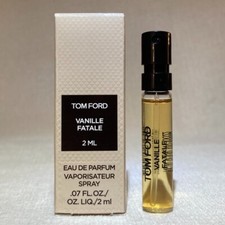 TOM FORD
VANILLE
FATALE
2 ML
EAU DE PARFUM
VAPORISATEUR
SPRAY
.07 FL.OZ./
OZ. LIQ./2 ml
TOM FORD
VANILLE
FATALE